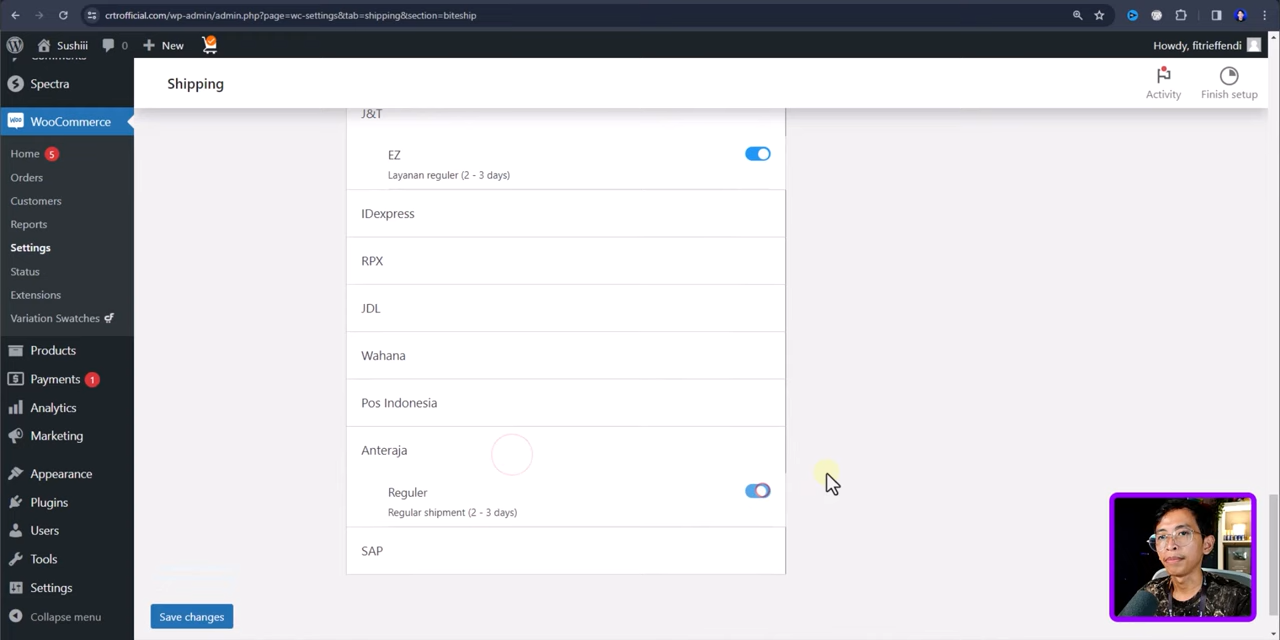 crtrofficial.com/wp-admin/admin.php?page=wc-settings&tab=shipping&section=biteship
Sushiii
0
New
Howdy, fitrieffendi
Comments
Spectra
WooCommerce
Home 5
Orders
Customers
Reports
Settings
Status
Extensions
Variation Swatches
Products
Payments 1
Analytics
Marketing
Appearance
Plugins
Users
Tools
Settings
Collapse menu
Shipping
Activity
Finish setup
J&T
EZ
Layanan reguler (2 - 3 days)
IDexpress
RPX
JDL
Wahana
Pos Indonesia
Anteraja
Reguler
Regular shipment (2 - 3 days)
SAP
Save changes